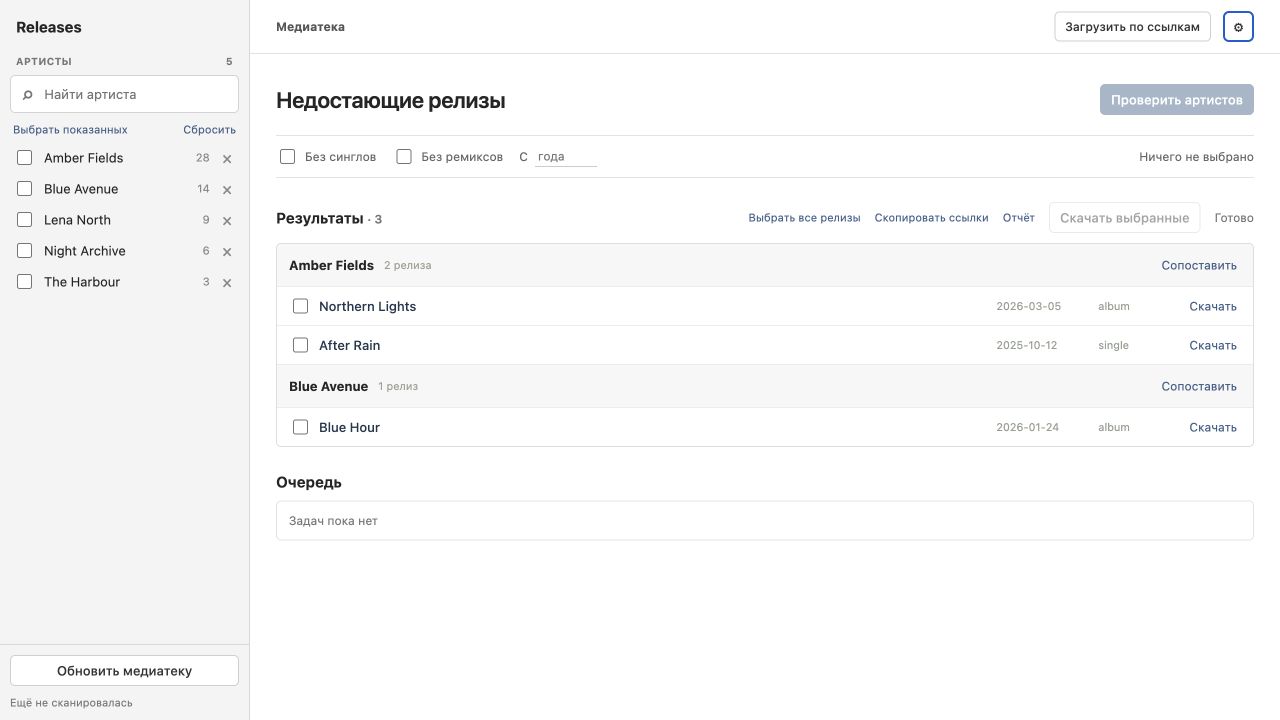 Releases
АРТИСТЫ 5
Найти артиста
Выбрать показанных Сбросить
Amber Fields 28 ×
Blue Avenue 14 ×
Lena North 9 ×
Night Archive 6 ×
The Harbour 3 ×
Обновить медиатеку
Ещё не сканировалась
Медиатека Загрузить по ссылкам
Недостающие релизы Проверить артистов
Без синглов Без ремиксов С года Ничего не выбрано
Результаты · 3 Выбрать все релизы Скопировать ссылки Отчёт Скачать выбранные Готово
Amber Fields 2 релиза Сопоставить
Northern Lights 2026-03-05 album Скачать
After Rain 2025-10-12 single Скачать
Blue Avenue 1 релиз Сопоставить
Blue Hour 2026-01-24 album Скачать
Очередь
Задач пока нет